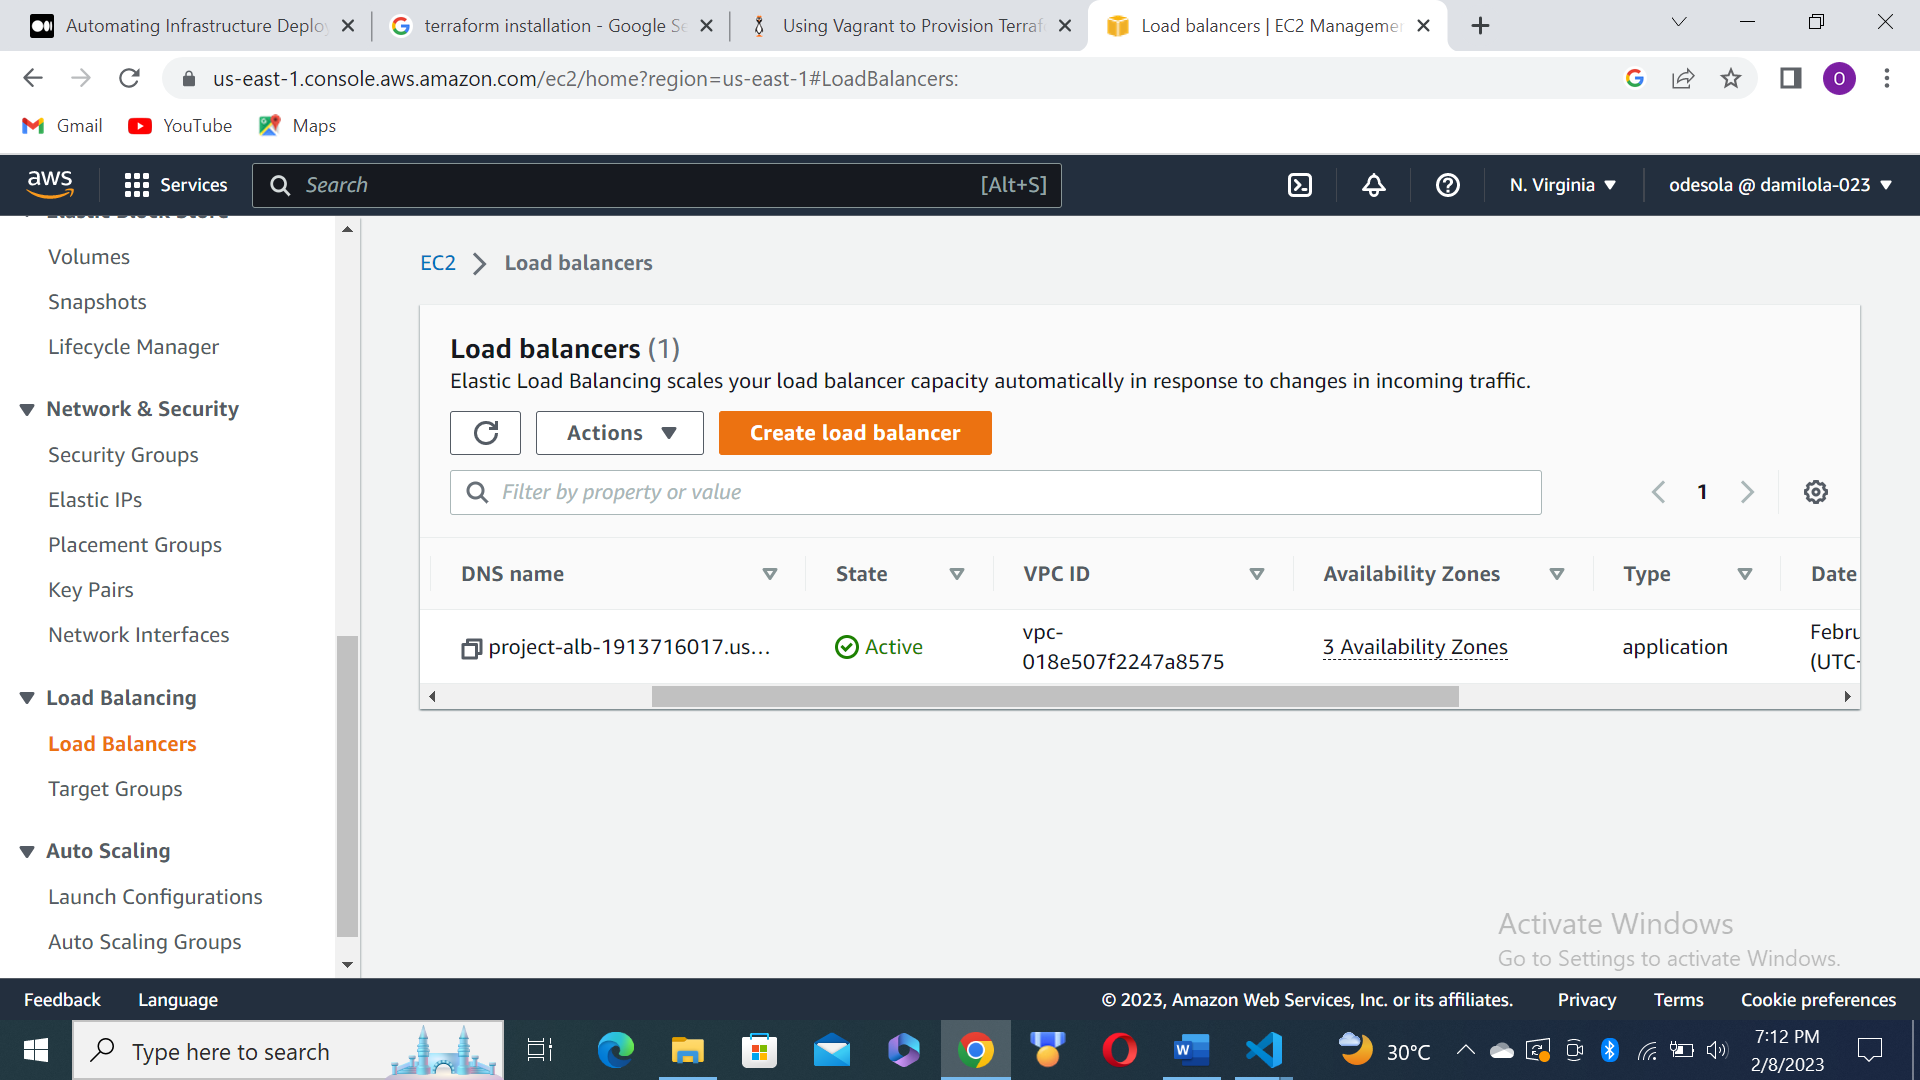 Automating Infrastructure Deplo
terraform installation - Google Se
Using Vagrant to Provision Terraf
Load balancers | EC2 Managemen
us-east-1.console.aws.amazon.com/ec2/home?region=us-east-1#LoadBalancers:
O
Gmail
YouTube
Maps
aws
Services
Search
[Alt+S]
N. Virginia
odesola @ damilola-023
Elastic Block Store
Volumes
Snapshots
Lifecycle Manager
Network & Security
Security Groups
Elastic IPs
Placement Groups
Key Pairs
Network Interfaces
Load Balancing
Load Balancers
Target Groups
Auto Scaling
Launch Configurations
Auto Scaling Groups
EC2
Load balancers
Load balancers (1)
Elastic Load Balancing scales your load balancer capacity automatically in response to changes in incoming traffic.
Actions
Create load balancer
Filter by property or value
1
DNS name
State
VPC ID
Availability Zones
Type
Date
project-alb-1913716017.us...
Active
vpc-
018e507f2247a8575
3 Availability Zones
application
Febru
(UTC-
Activate Windows
Go to Settings to activate Windows.
Feedback
Language
© 2023, Amazon Web Services, Inc. or its affiliates.
Privacy
Terms
Cookie preferences
Type here to search
30°C
7:12 PM
2/8/2023